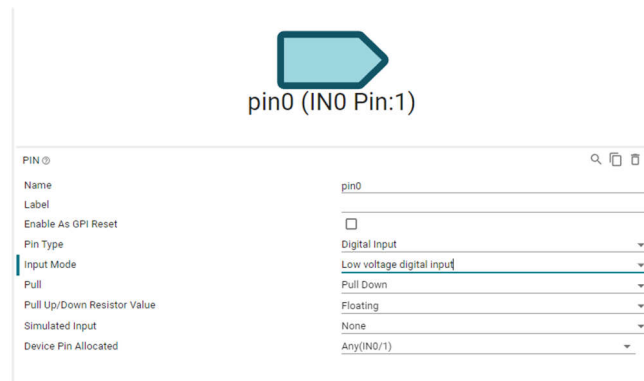 pin0 (IN0 Pin:1)
PIN
Name pin0
Label
Enable As GPI Reset
Pin Type Digital Input
Input Mode Low voltage digital input
Pull Pull Down
Pull Up/Down Resistor Value Floating
Simulated Input None
Device Pin Allocated Any(IN0/1)